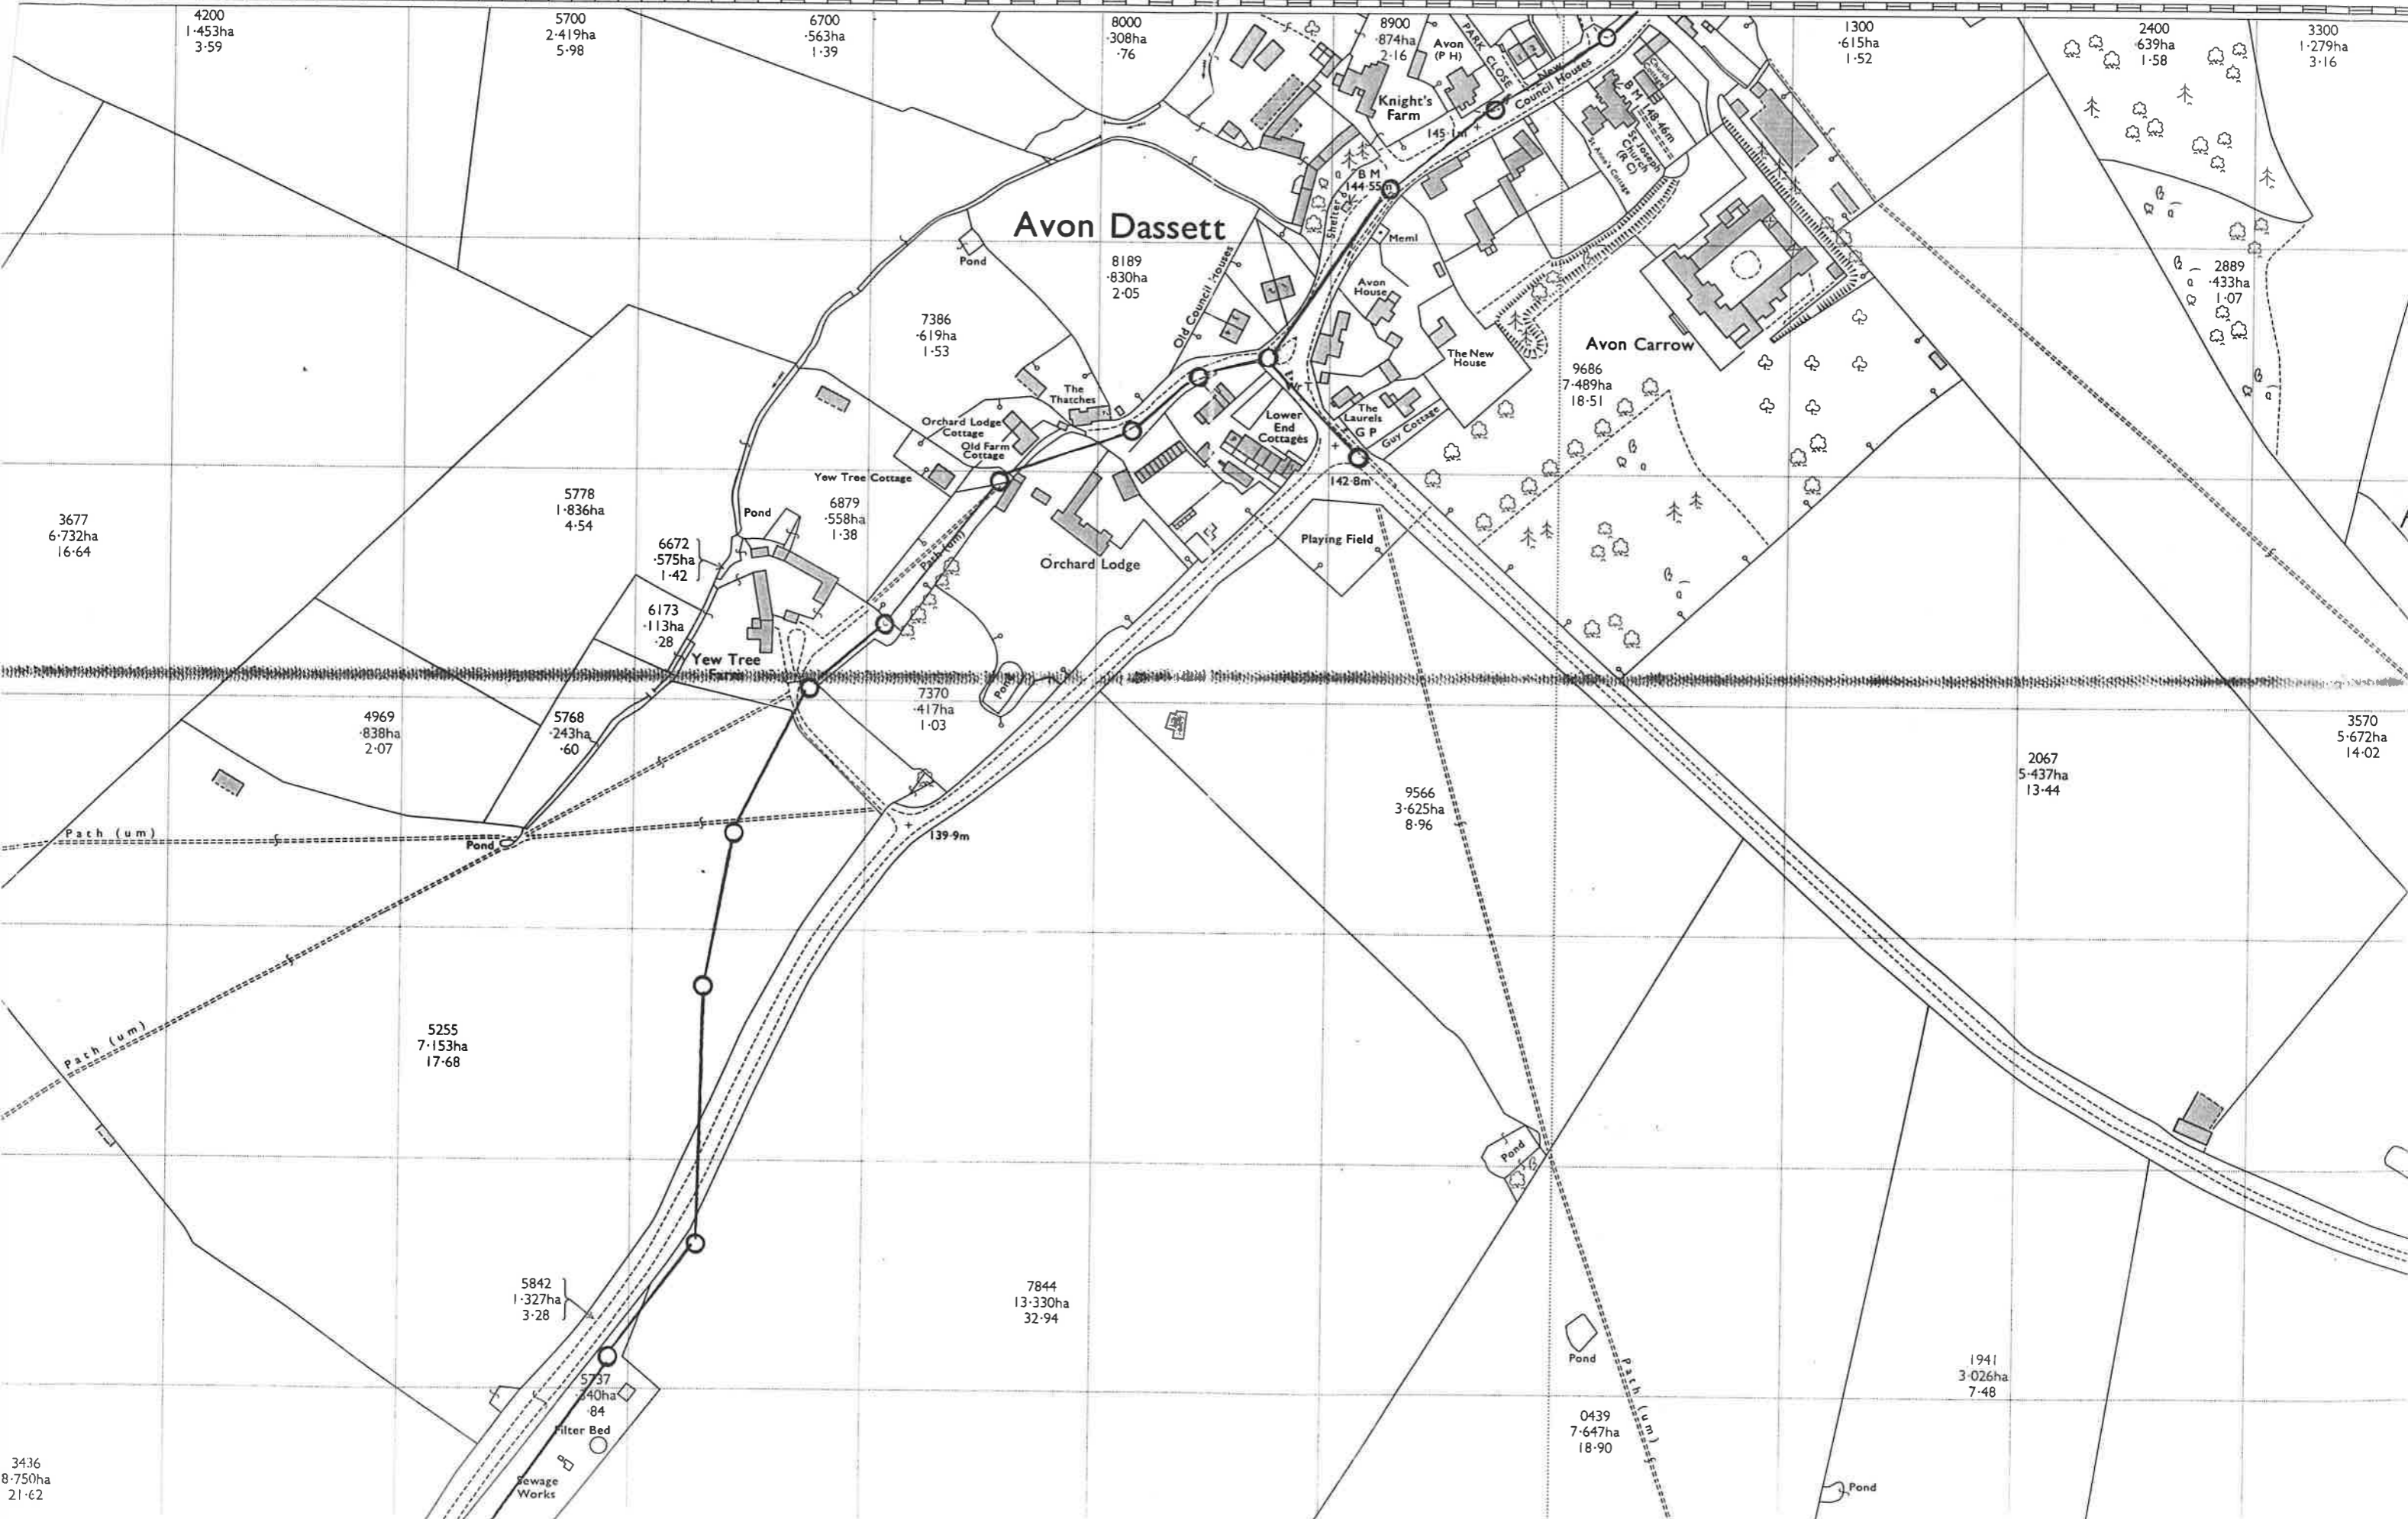 4200
1·453ha
3·59
5700
2·419ha
5·98
6700
·563ha
1·39
8000
·308ha
·76
8900
·874ha
2·16
Avon
(P H)
PARK CLOSE
1
2
New
Council Houses
Church
Cottage
1300
·615ha
1·52
2400
·639ha
1·58
3300
1·279ha
3·16
Knight's
Farm
145·1m
B M 148·46m
St Joseph
Church
(R C)
St Anne's Cottage
B M
144·55m
Shelter
Meml
Avon Dassett
Pond
8189
·830ha
2·05
Old Council Houses
Avon
House
2889
·433ha
1·07
7386
·619ha
1·53
The New
House
Avon Carrow
9686
7·489ha
18·51
Wr T
The
Thatches
The
Laurels
G P
Guy Cottage
Lower
End
Cottages
Orchard Lodge
Cottage
Old Farm
Cottage
Yew Tree Cottage
142·8m
3677
6·732ha
16·64
5778
1·836ha
4·54
Pond
6879
·558ha
1·38
6672
·575ha
1·42
Path (um)
Orchard Lodge
Playing Field
6173
·113ha
·28
Yew Tree
Farm
Pond
7370
·417ha
1·03
4969
·838ha
2·07
5768
·243ha
·60
3570
5·672ha
14·02
2067
5·437ha
13·44
9566
3·625ha
8·96
Path (um)
Pond
139·9m
Path (um)
5255
7·153ha
17·68
Pond
5842
1·327ha
3·28
7844
13·330ha
32·94
Pond
Path (um)
1941
3·026ha
7·48
5737
·340ha
·84
Filter Bed
0439
7·647ha
18·90
3436
8·750ha
21·62
Sewage
Works
Pond